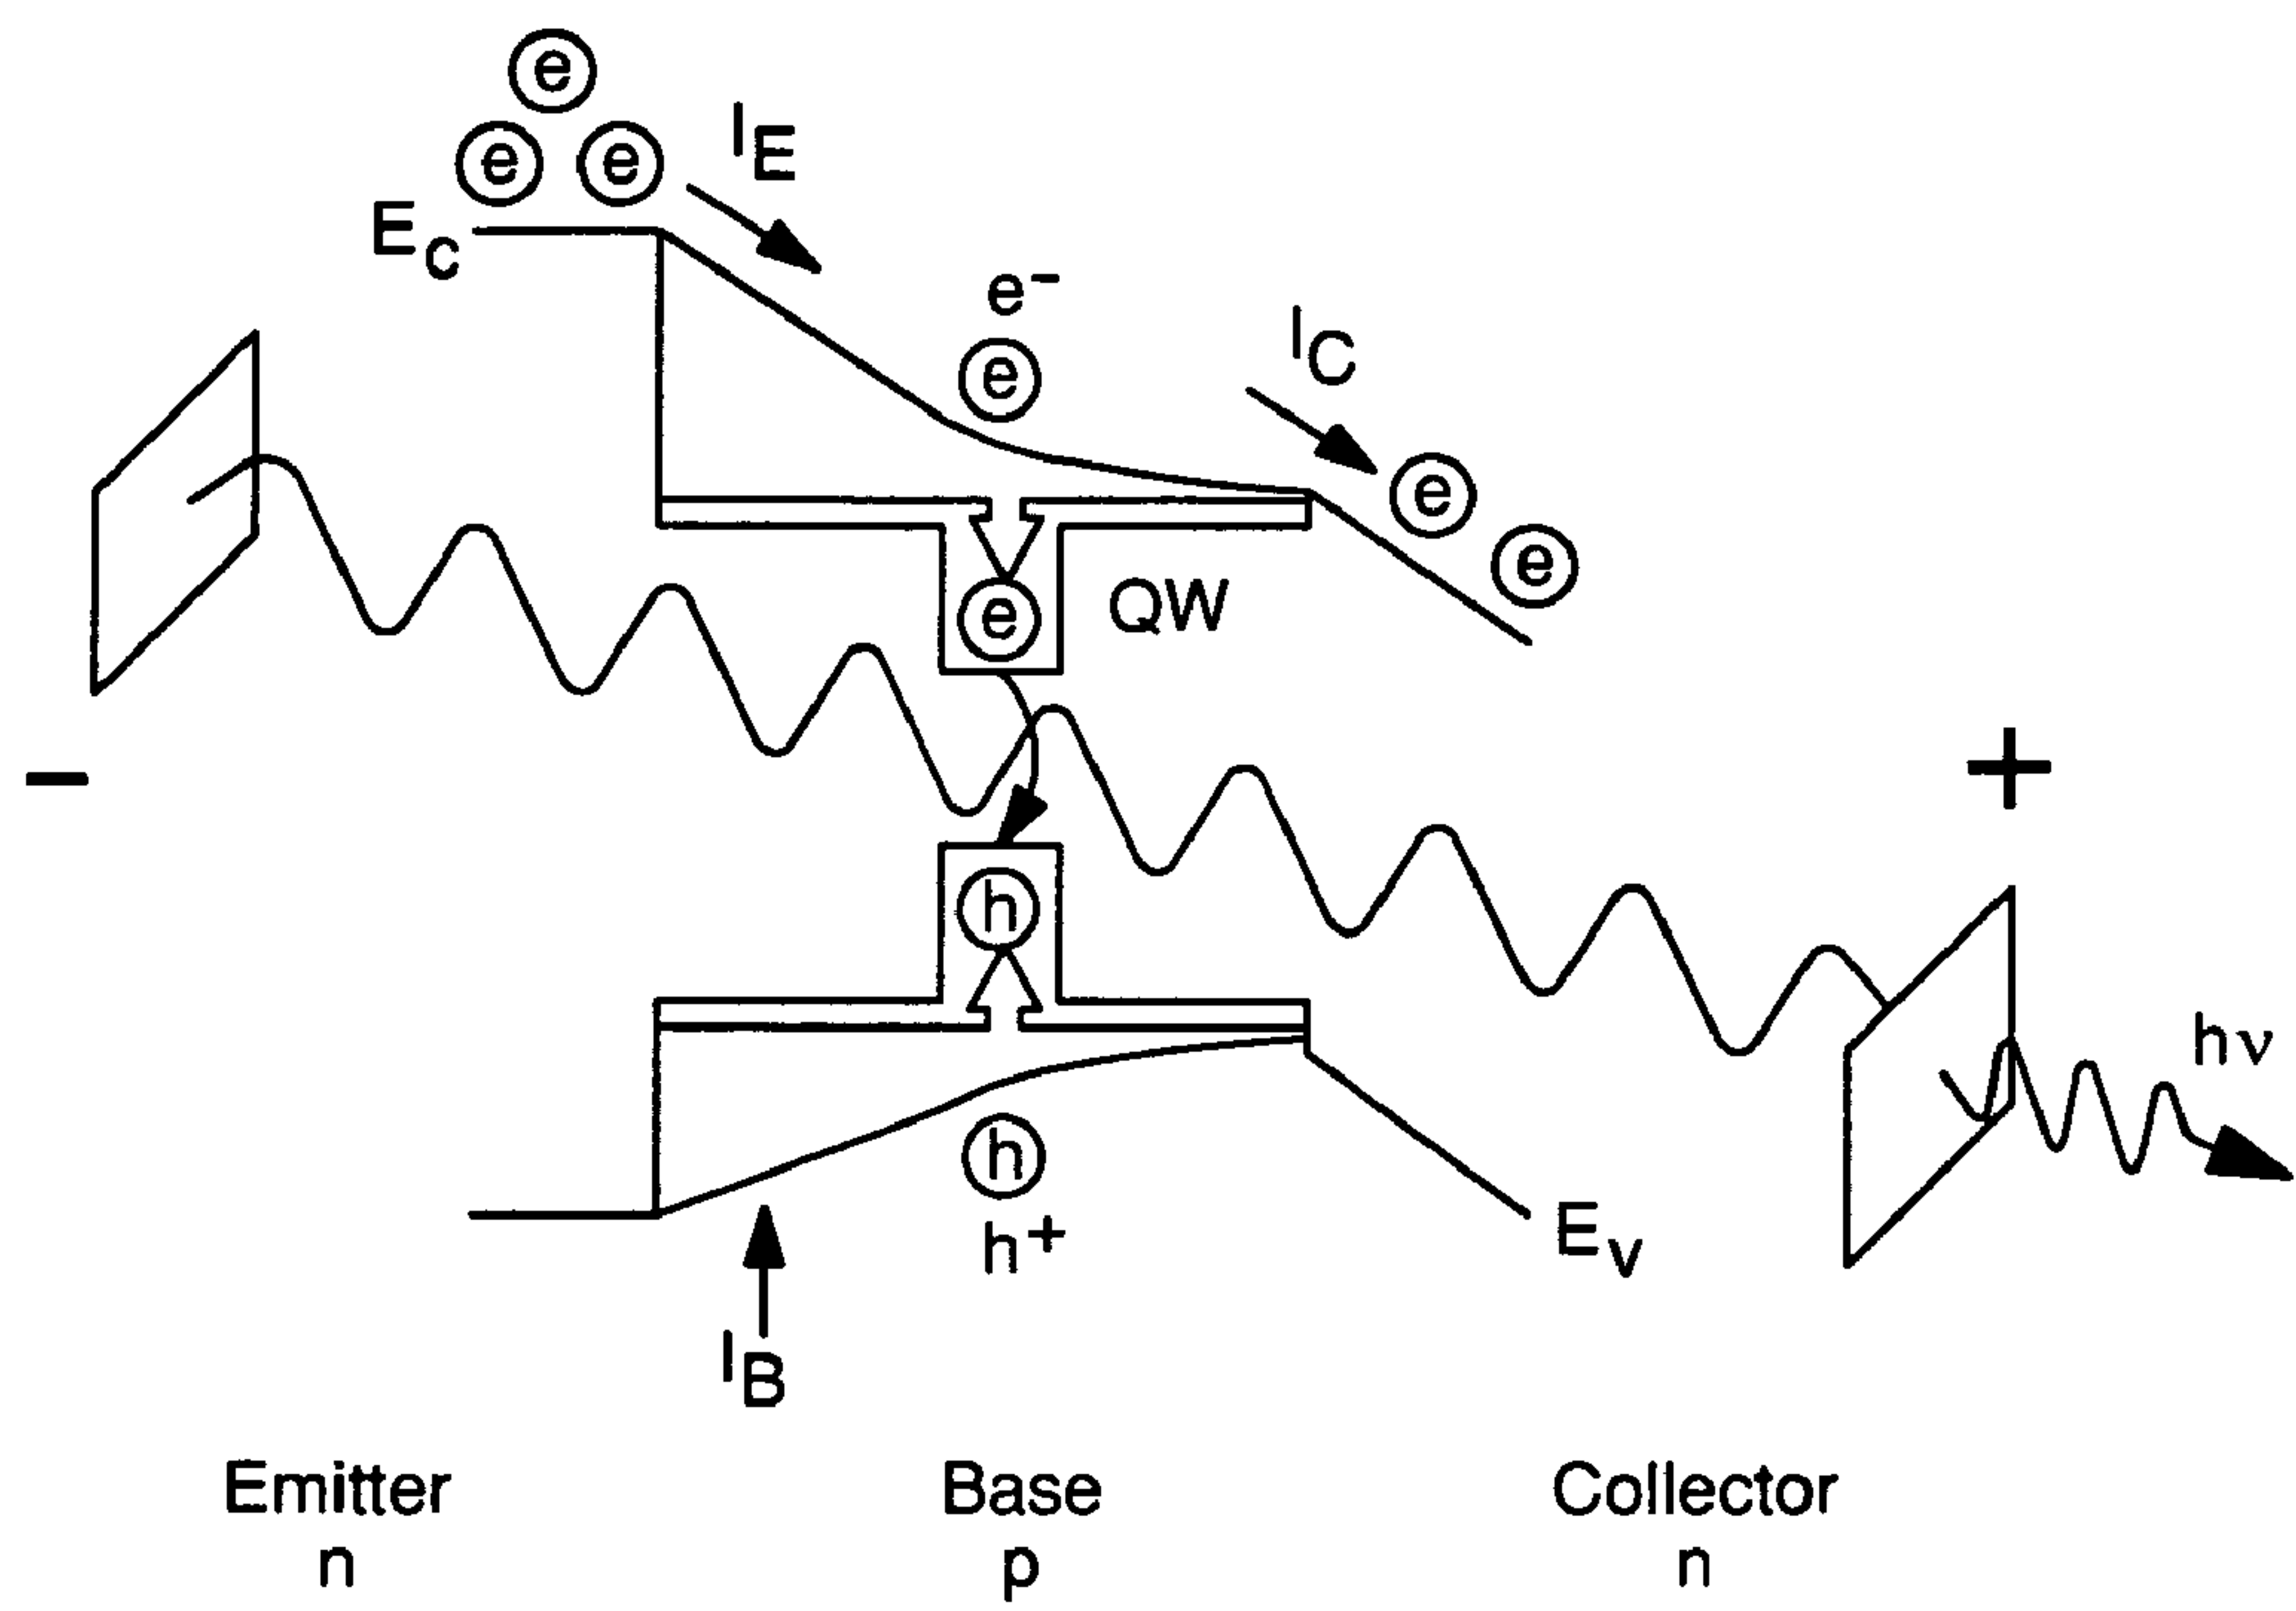 e
e e
I_E
E_C
e⁻
e
I_C
e
e
e
QW
−
+
h
hν
h
h⁺
E_V
I_B
Emitter Base Collector
n p n